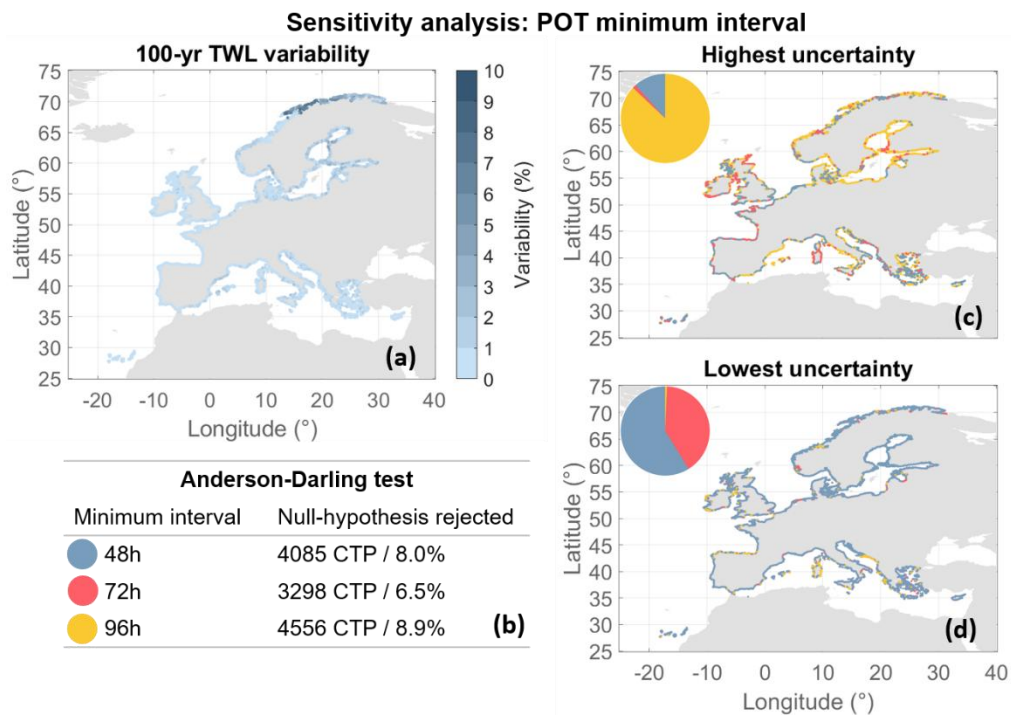 Sensitivity analysis: POT minimum interval
100-yr TWL variability
75
70
65
60
55
50
45
40
35
30
25
Latitude (°)
-20 -10 0 10 20 30 40
Longitude (°)
(a)
10
9
8
7
6
5
4
3
2
1
0
Variability (%)
Anderson-Darling test
Minimum interval Null-hypothesis rejected
48h 4085 CTP / 8.0%
72h 3298 CTP / 6.5%
96h 4556 CTP / 8.9%
(b)
Highest uncertainty
75
70
65
60
55
50
45
40
35
30
25
Latitude (°)
(c)
Lowest uncertainty
75
70
65
60
55
50
45
40
35
30
25
Latitude (°)
-20 -10 0 10 20 30 40
Longitude (°)
(d)